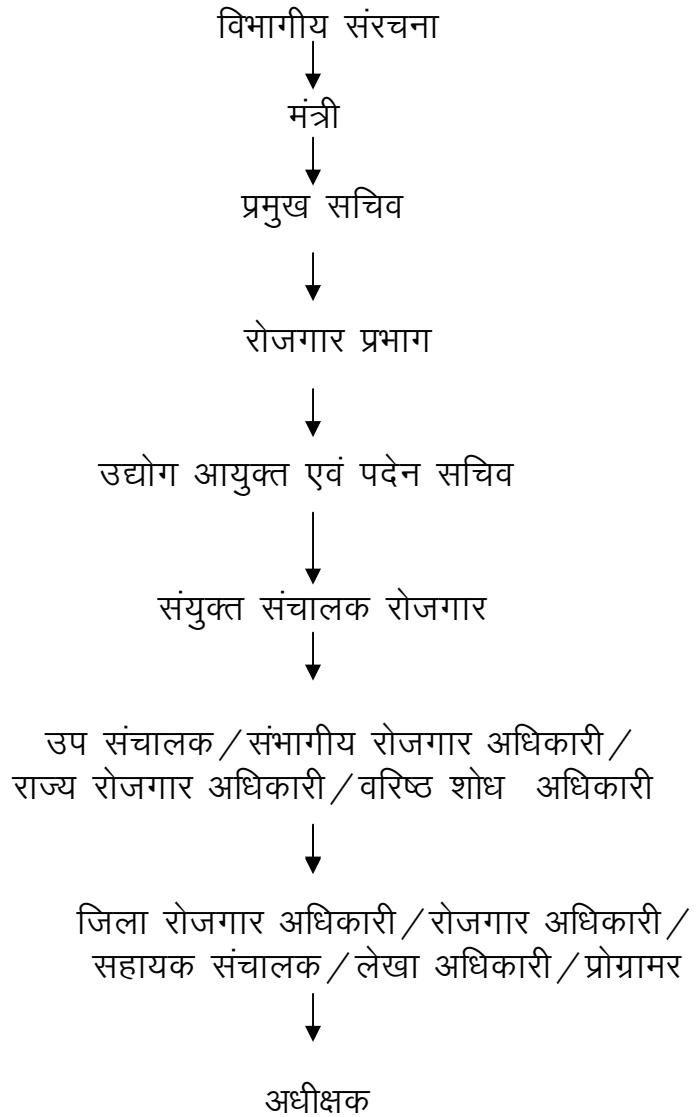 विभागीय संरचना
मंत्री
प्रमुख सचिव
रोजगार प्रभाग
उद्योग आयुक्त एवं पदेन सचिव
संयुक्त संचालक रोजगार
उप संचालक/संभागीय रोजगार अधिकारी/
राज्य रोजगार अधिकारी/वरिष्ठ शोध अधिकारी
जिला रोजगार अधिकारी/रोजगार अधिकारी/
सहायक संचालक/लेखा अधिकारी/प्रोग्रामर
अधीक्षक